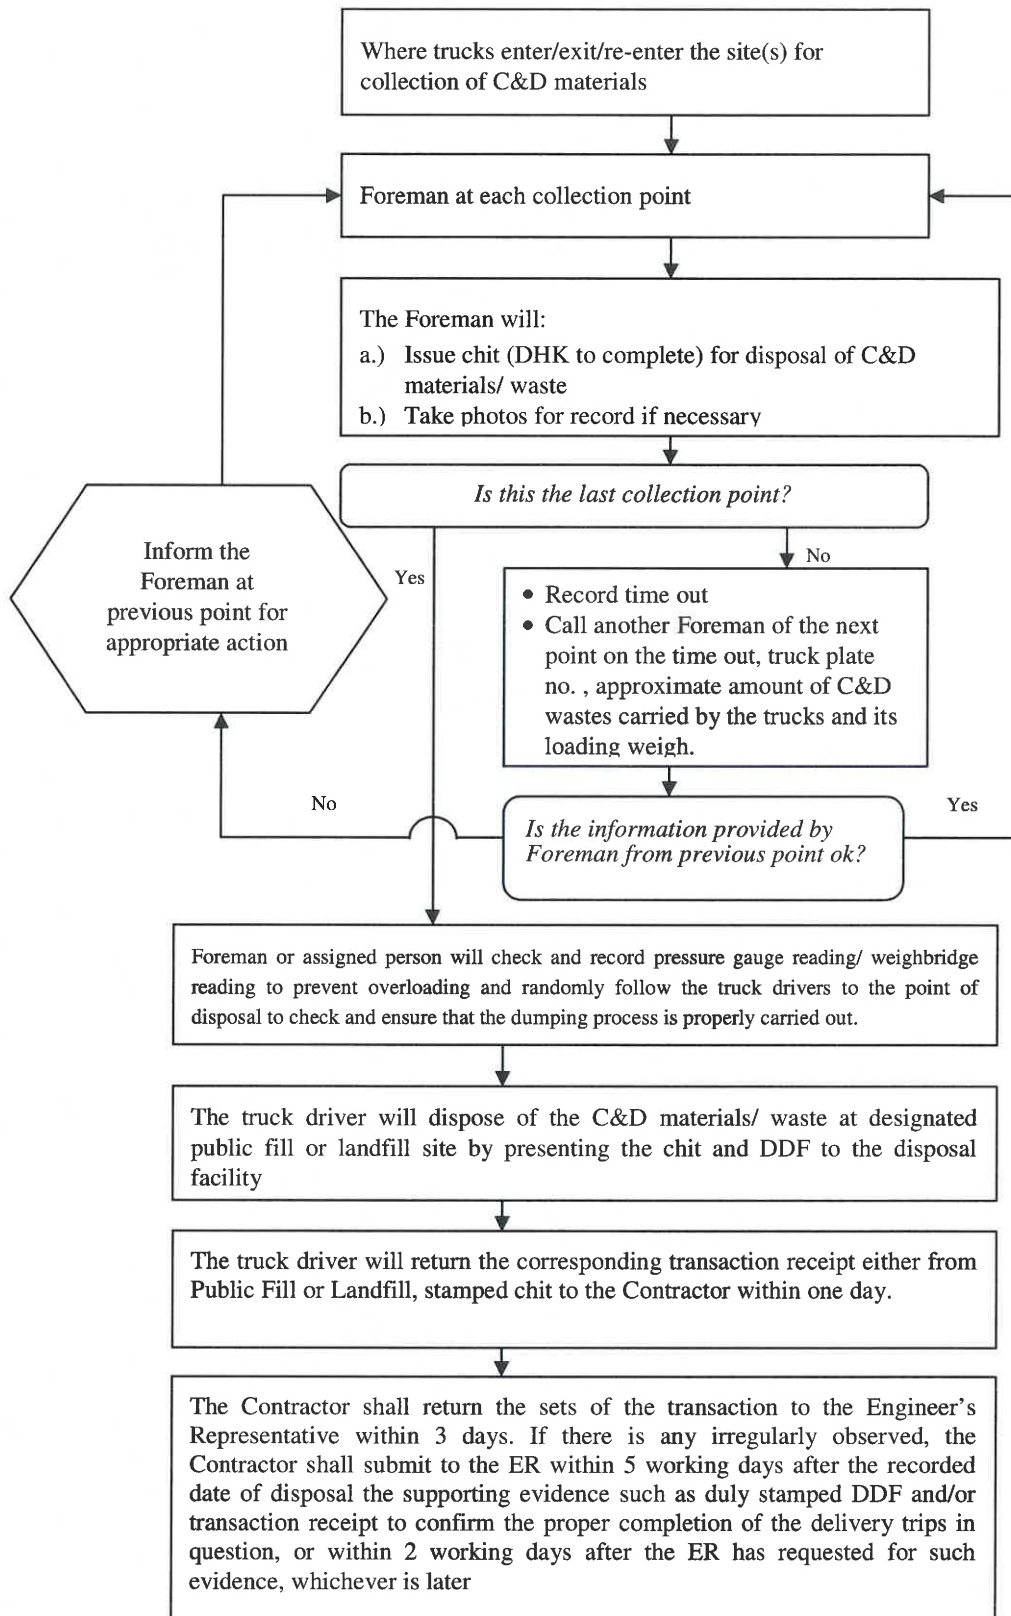 Where trucks enter/exit/re-enter the site(s) for
collection of C&D materials
Foreman at each collection point
The Foreman will:
a.) Issue chit (DHK to complete) for disposal of C&D
materials/ waste
b.) Take photos for record if necessary
Is this the last collection point?
Inform the
Foreman at
previous point for
appropriate action
Yes
No
• Record time out
• Call another Foreman of the next
point on the time out, truck plate
no. , approximate amount of C&D
wastes carried by the trucks and its
loading weigh.
No
Yes
Is the information provided by
Foreman from previous point ok?
Foreman or assigned person will check and record pressure gauge reading/ weighbridge
reading to prevent overloading and randomly follow the truck drivers to the point of
disposal to check and ensure that the dumping process is properly carried out.
The truck driver will dispose of the C&D materials/ waste at designated
public fill or landfill site by presenting the chit and DDF to the disposal
facility
The truck driver will return the corresponding transaction receipt either from
Public Fill or Landfill, stamped chit to the Contractor within one day.
The Contractor shall return the sets of the transaction to the Engineer's
Representative within 3 days. If there is any irregularly observed, the
Contractor shall submit to the ER within 5 working days after the recorded
date of disposal the supporting evidence such as duly stamped DDF and/or
transaction receipt to confirm the proper completion of the delivery trips in
question, or within 2 working days after the ER has requested for such
evidence, whichever is later